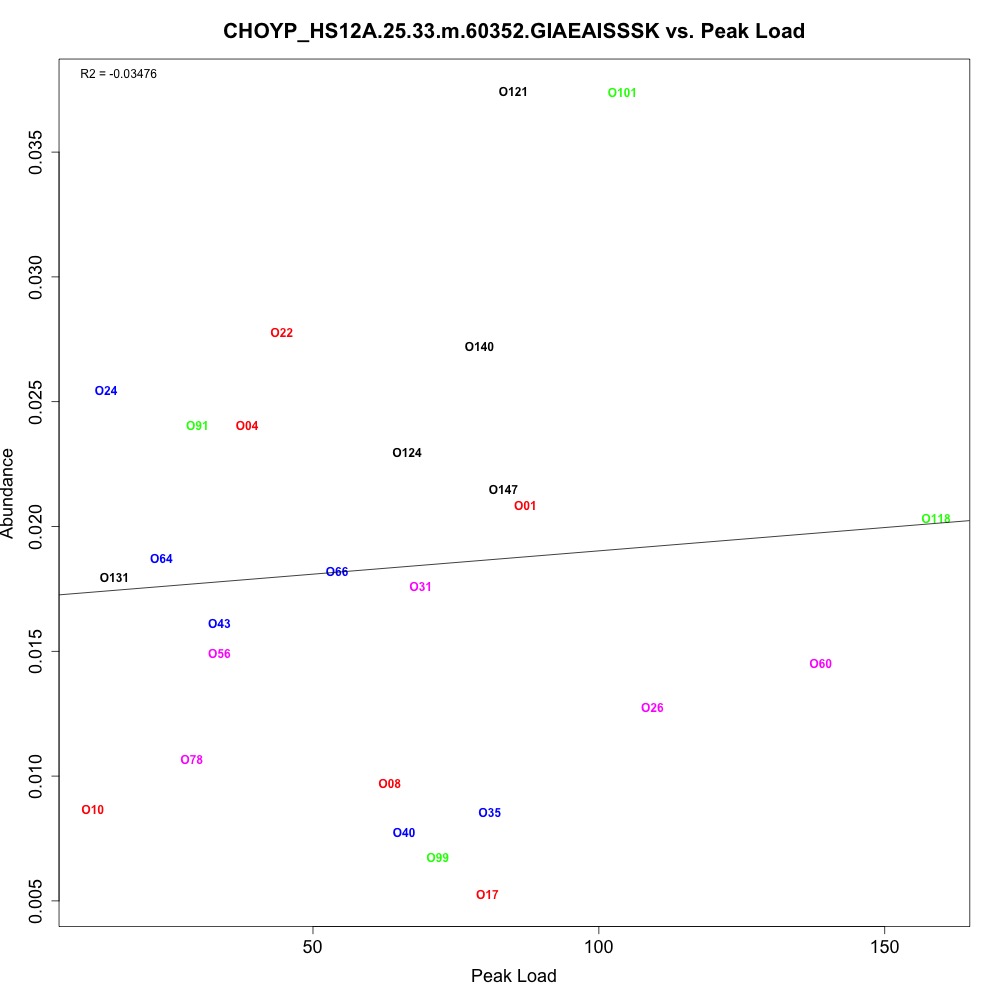 CHOYP_HS12A.25.33.m.60352.GIAEAISSSK vs. Peak Load
R2 = -0.03476
O121
O101
0.035
0.030
O22
O140
O24
0.025
O91
O04
O124
O147
O01
O118
0.020
Abundance
O64
O66
O131
O31
O43
0.015
O56
O60
O26
O78
0.010
O08
O10
O35
O40
O99
O17
0.005
50
100
150
Peak Load